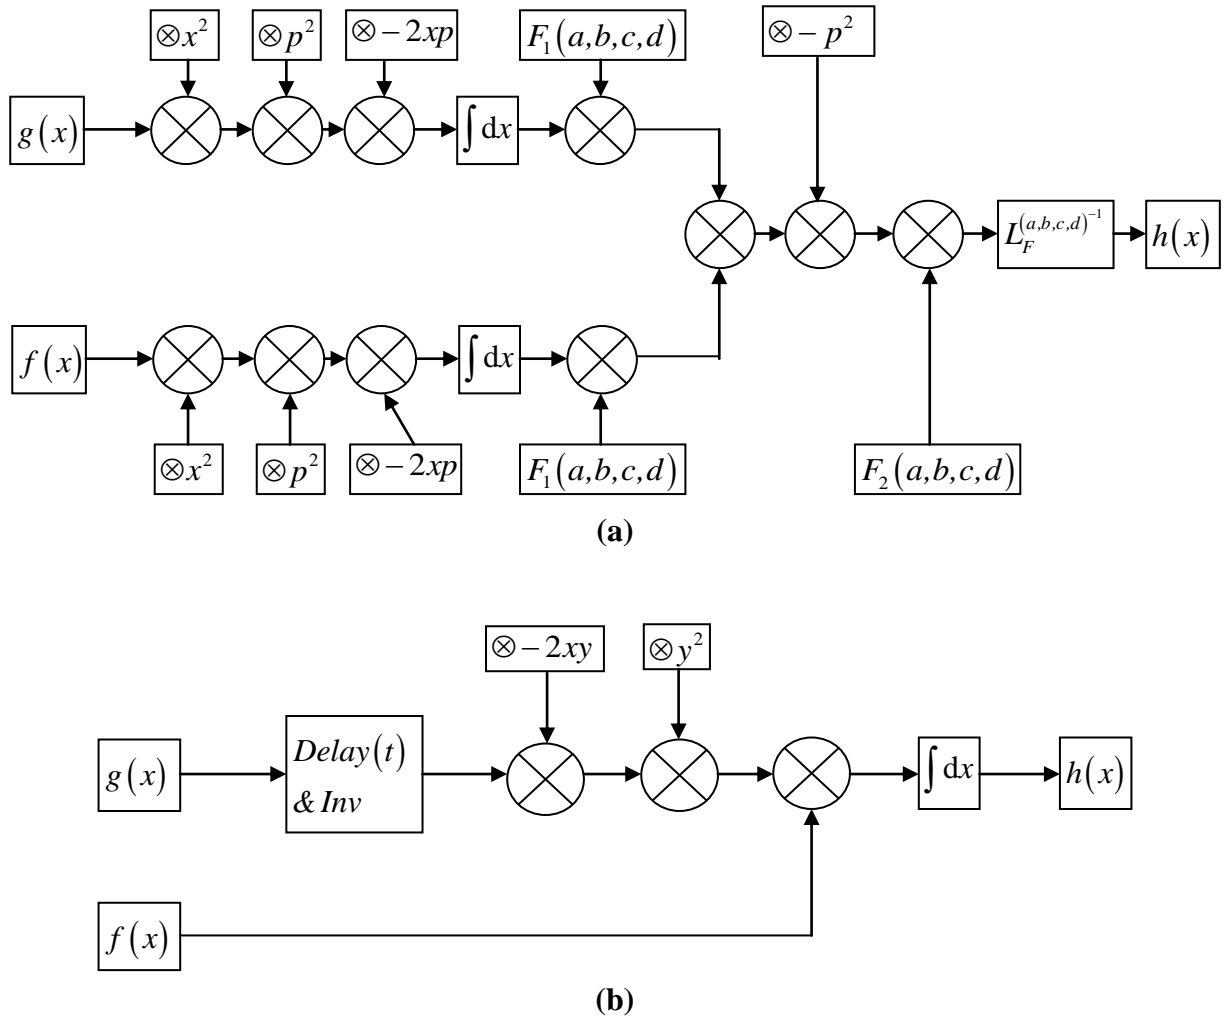 ⊗x² ⊗p² ⊗−2xp F₁(a,b,c,d) ⊗−p²
g(x) ∫dx
L_F^{(a,b,c,d)^{-1}} h(x)
f(x) ∫dx
⊗x² ⊗p² ⊗−2xp F₁(a,b,c,d) F₂(a,b,c,d)
(a)
⊗−2xy ⊗y²
g(x) Delay(t) ∫dx h(x)
& Inv
f(x)
(b)